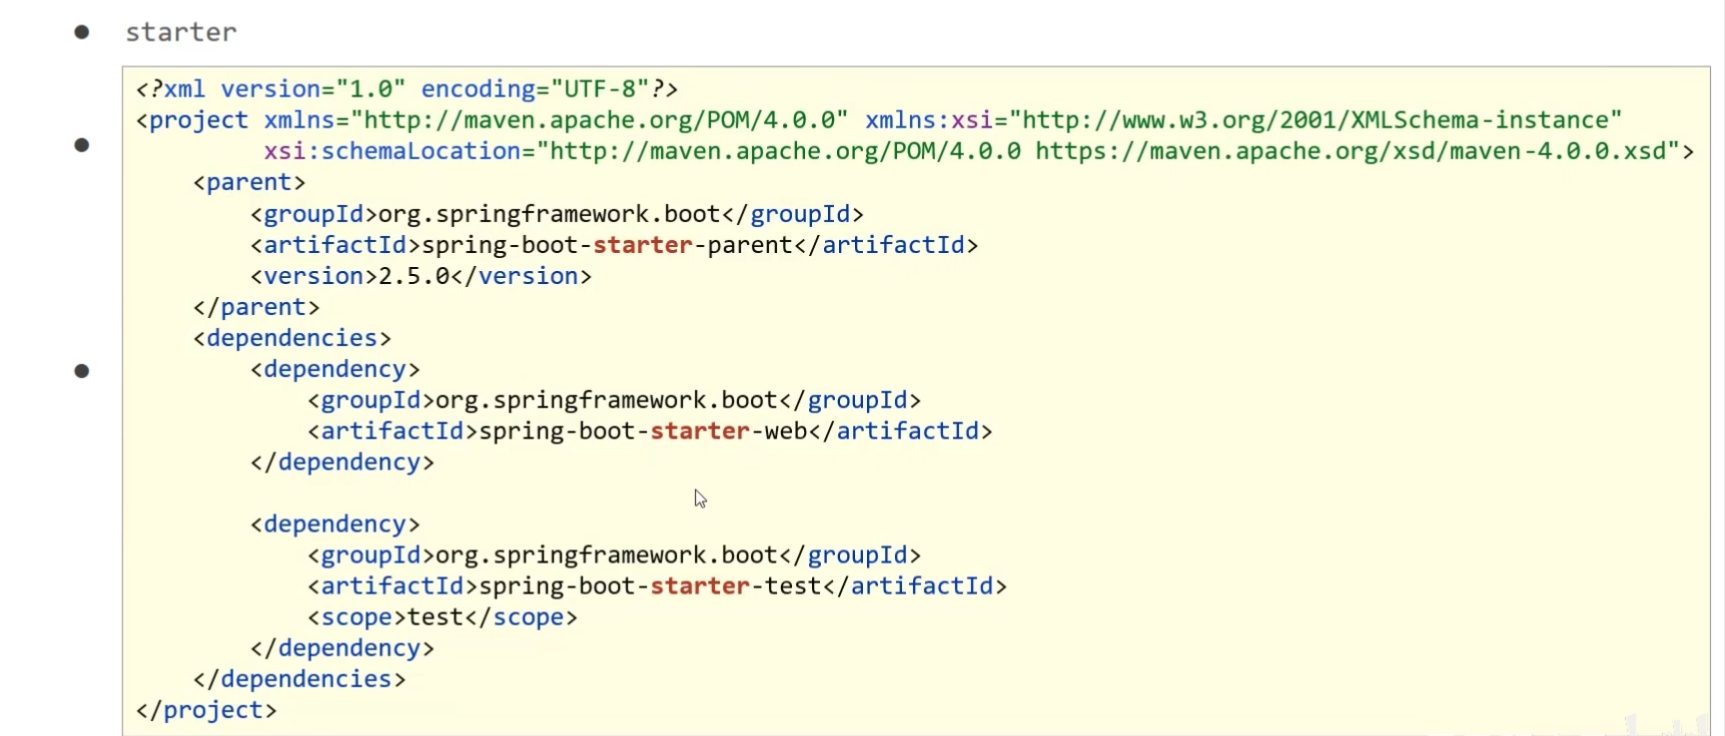 starter
<?xml version="1.0" encoding="UTF-8"?>
<project xmlns="http://maven.apache.org/POM/4.0.0" xmlns:xsi="http://www.w3.org/2001/XMLSchema-instance"
         xsi:schemaLocation="http://maven.apache.org/POM/4.0.0 https://maven.apache.org/xsd/maven-4.0.0.xsd">
    <parent>
        <groupId>org.springframework.boot</groupId>
        <artifactId>spring-boot-starter-parent</artifactId>
        <version>2.5.0</version>
    </parent>
    <dependencies>
        <dependency>
            <groupId>org.springframework.boot</groupId>
            <artifactId>spring-boot-starter-web</artifactId>
        </dependency>
        <dependency>
            <groupId>org.springframework.boot</groupId>
            <artifactId>spring-boot-starter-test</artifactId>
            <scope>test</scope>
        </dependency>
    </dependencies>
</project>